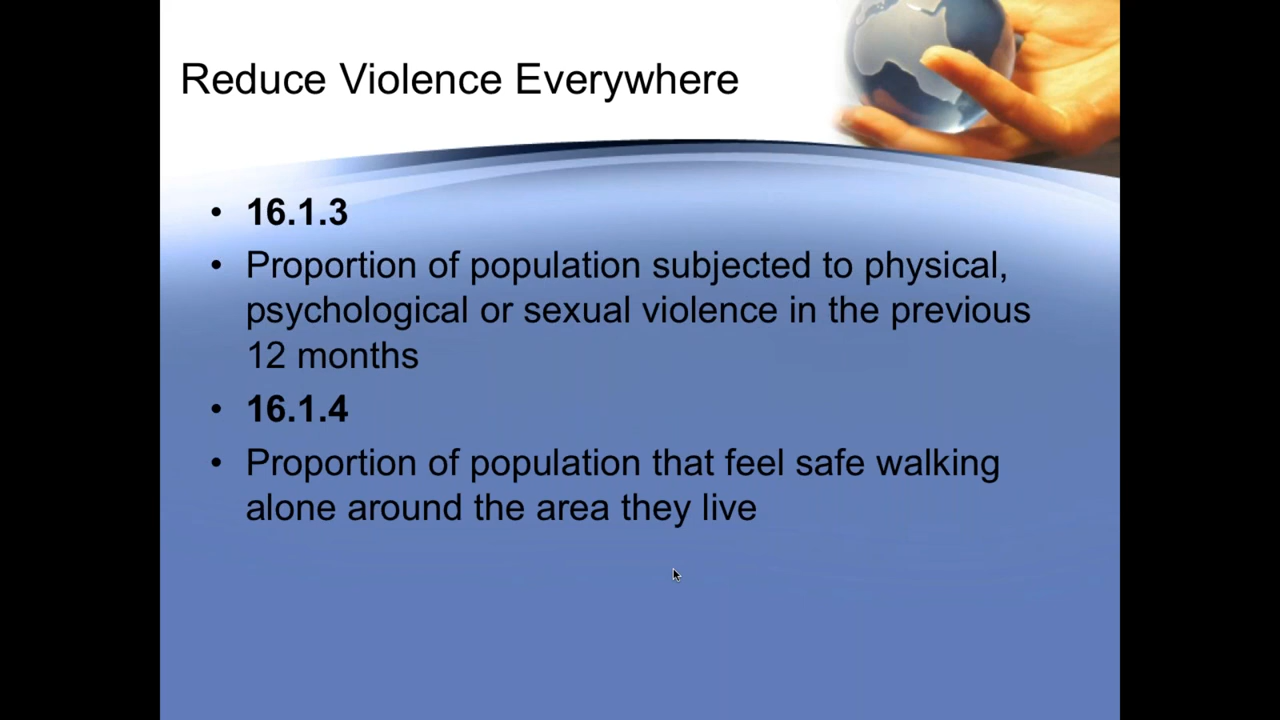 Reduce Violence Everywhere
• 16.1.3
• Proportion of population subjected to physical,
psychological or sexual violence in the previous
12 months
• 16.1.4
• Proportion of population that feel safe walking
alone around the area they live